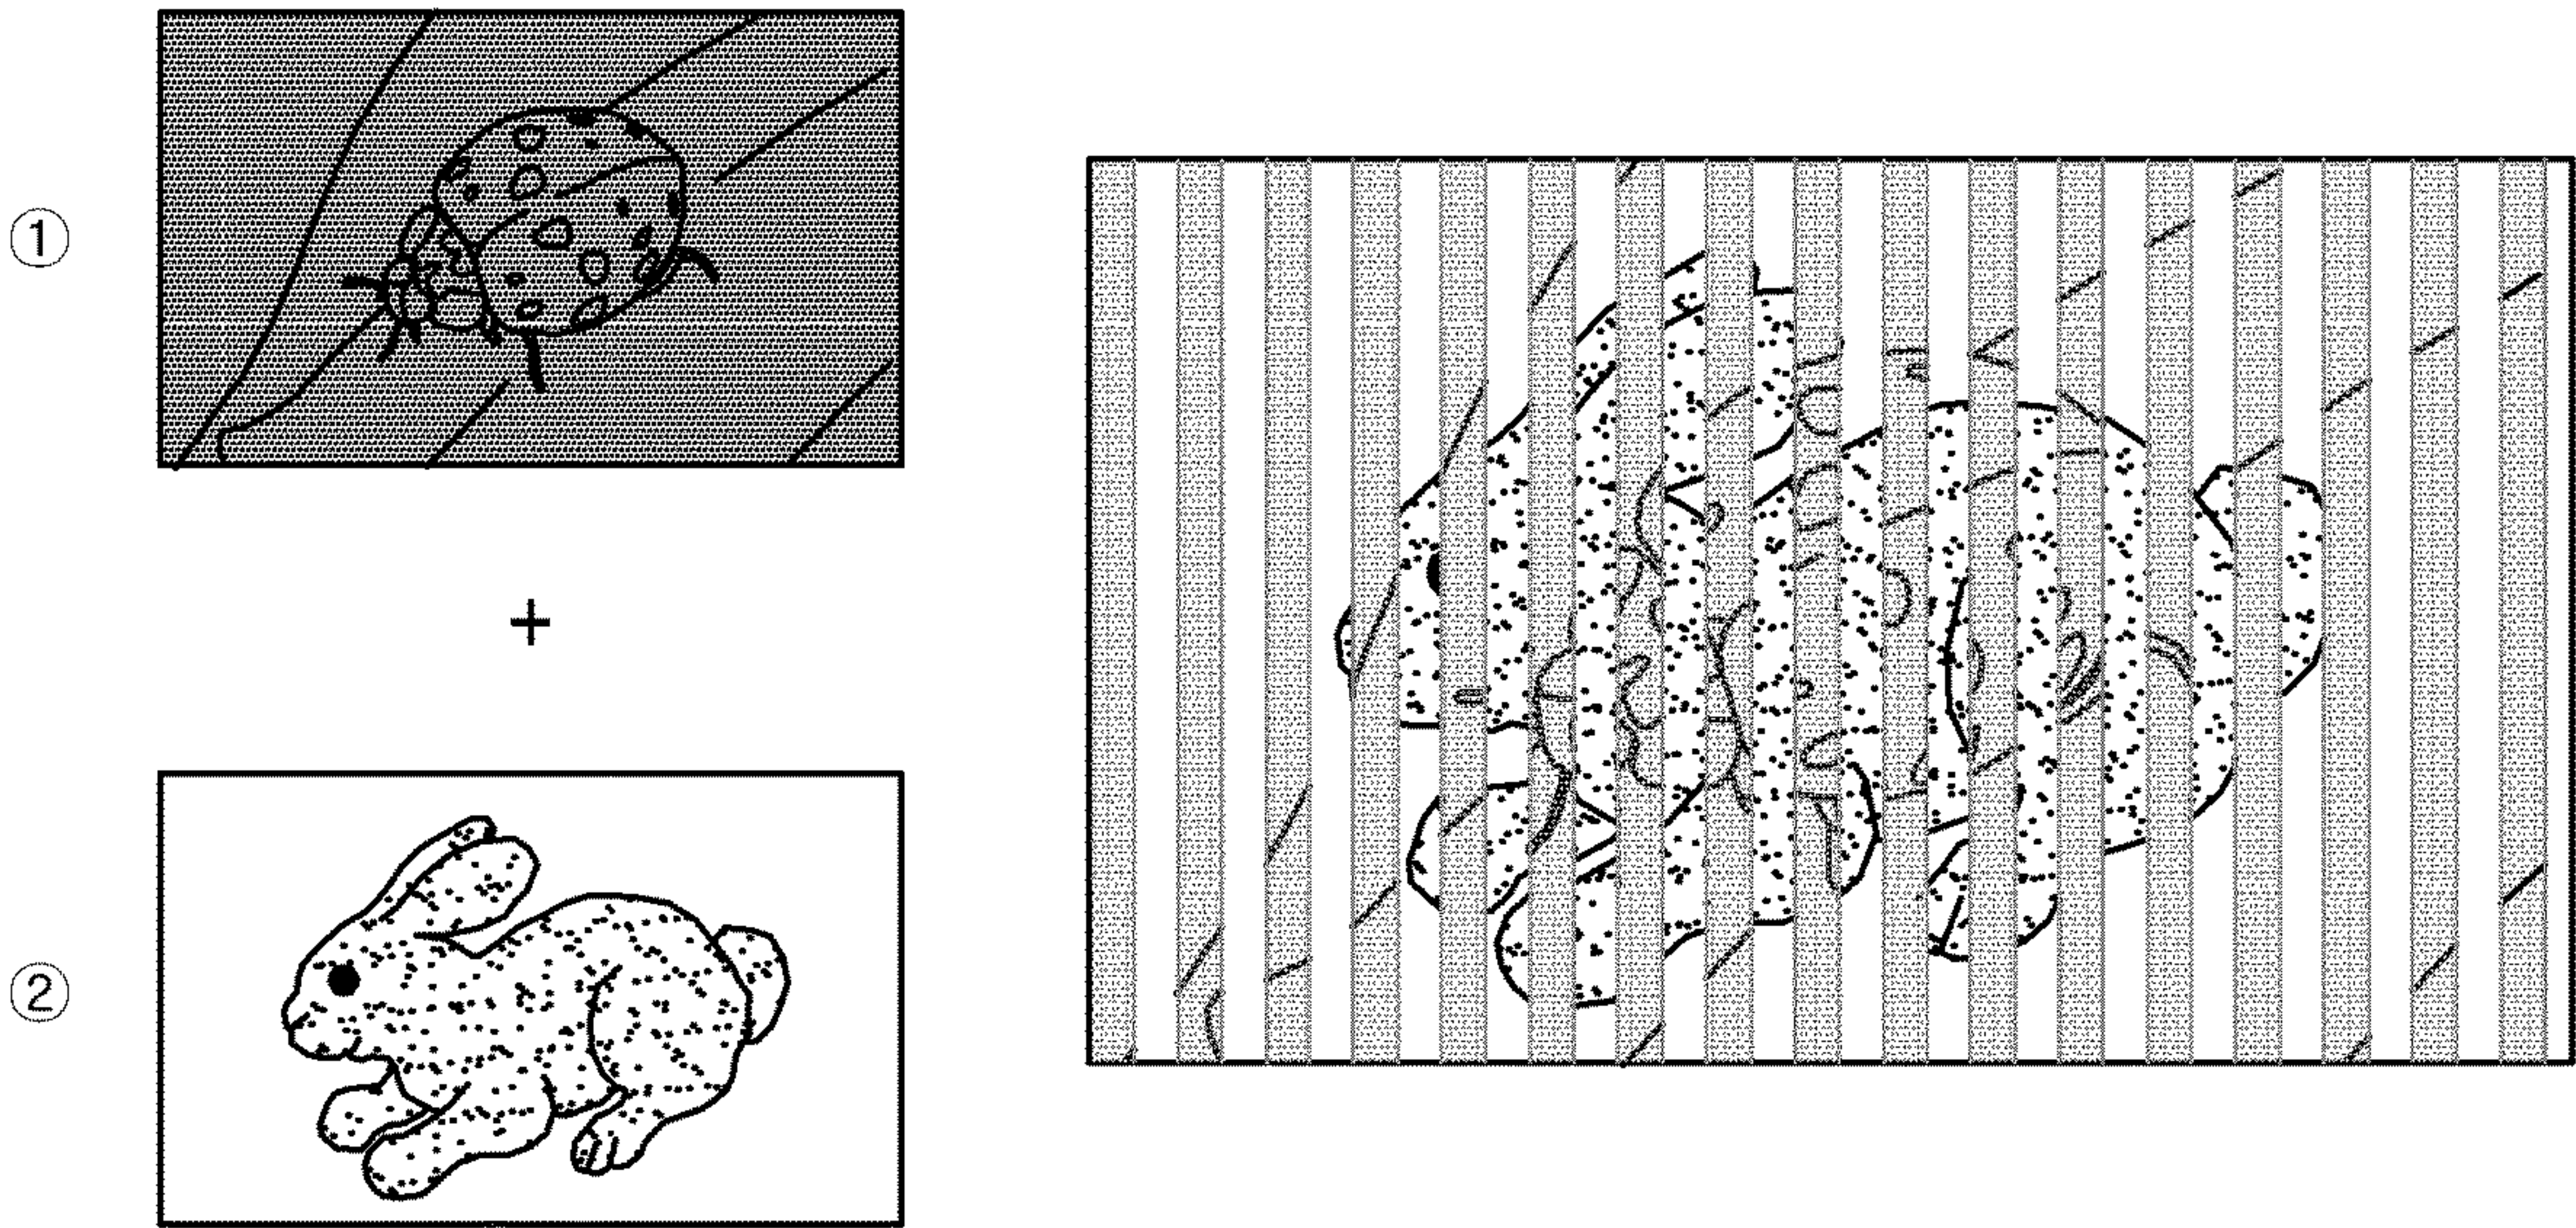 ①
+
②